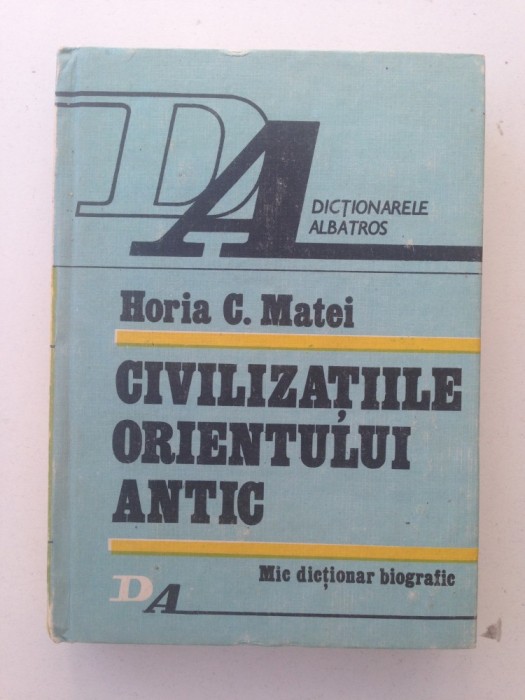 DA
DICȚIONARELE
ALBATROS
Horia C. Matei
CIVILIZAȚIILE
ORIENTULUI
ANTIC
Mic dicționar biografic
DA